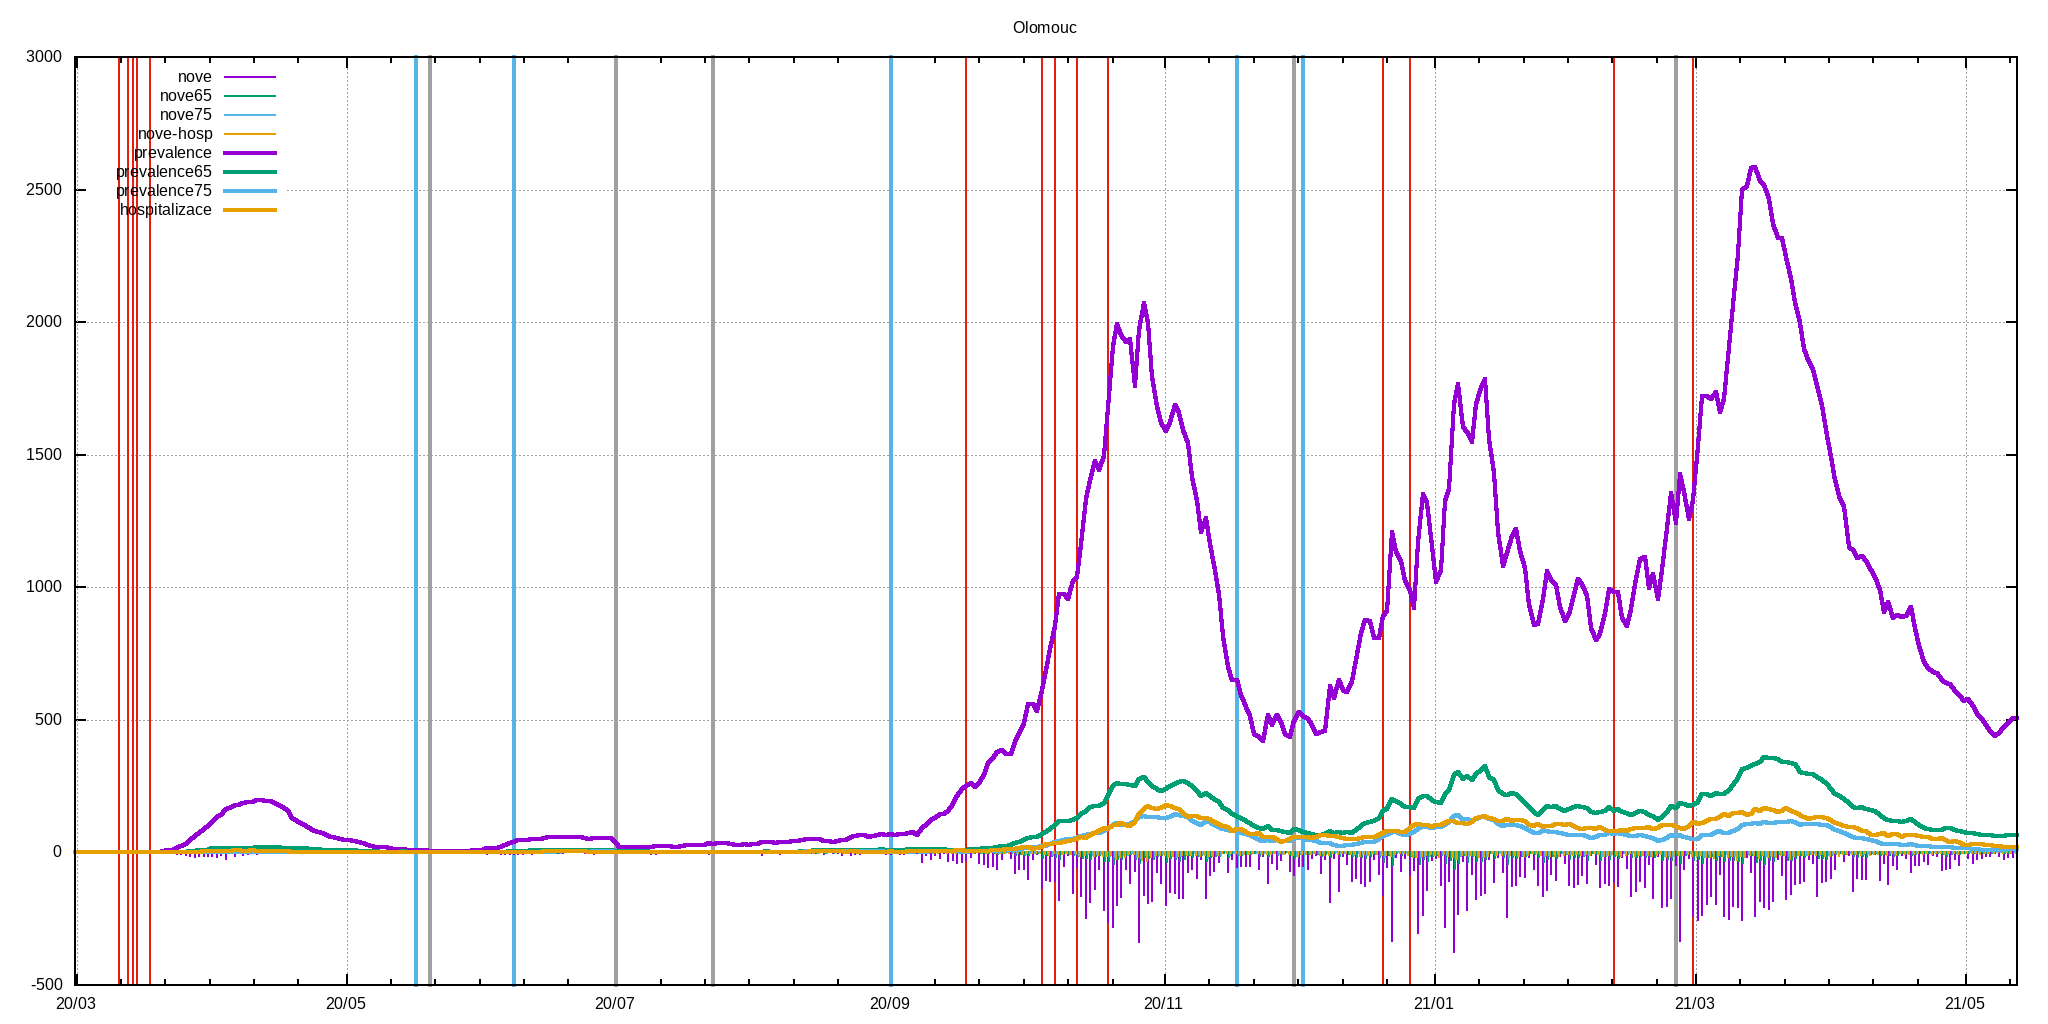 Olomouc
3000
2500
2000
1500
1000
500
0
-500
nove
nove65
nove75
nove-hosp
prevalence
prevalence65
prevalence75
hospitalizace
20/03 20/05 20/07 20/09 20/11 21/01 21/03 21/05